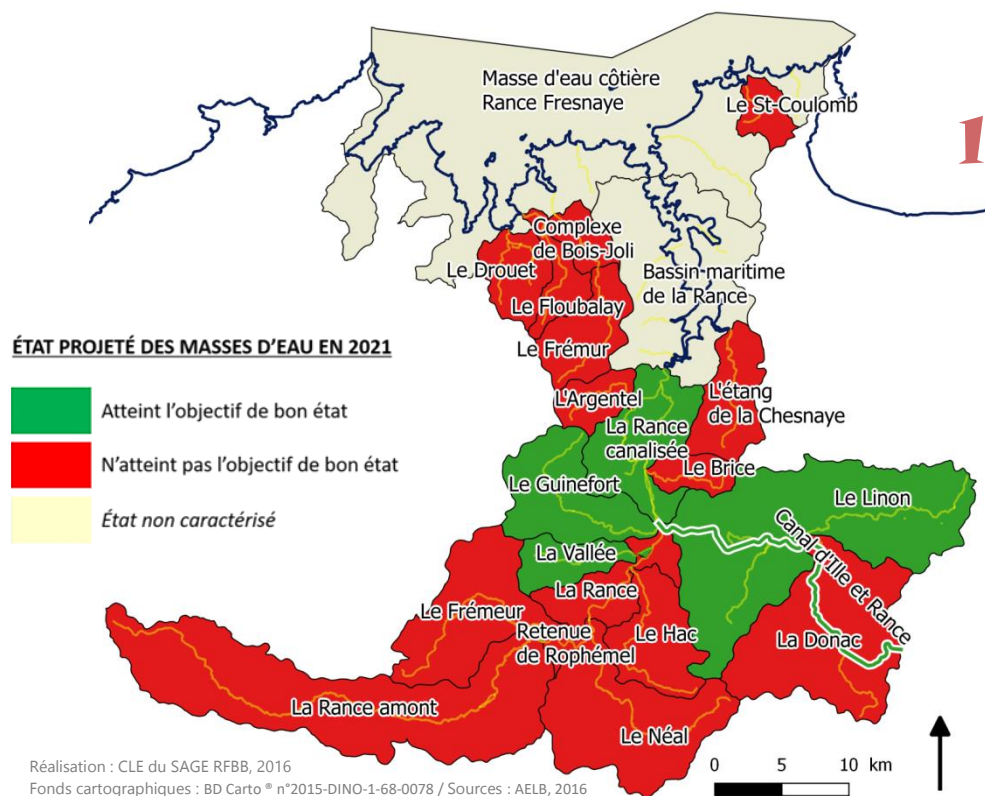 Masse d'eau côtière
Rance Fresnaye
Le St-Coulomb
1
Complexe
de Bois-Joli
Le Drouet
Bassin maritime
de la Rance
Le Floubalay
Le Frémur
ÉTAT PROJETÉ DES MASSES D'EAU EN 2021
Atteint l'objectif de bon état
N'atteint pas l'objectif de bon état
État non caractérisé
L'Argentel
L'étang
de la Chesnaye
La Rance
canalisée
Le Brice
Le Guinefort
Le Linon
Canal d'Ille et Rance
La Vallée
La Rance
Le Frémeur
Retenue
de Rophémel
Le Hac
La Donac
La Rance amont
Le Néal
0 5 10 km
Réalisation : CLE du SAGE RFBB, 2016
Fonds cartographiques : BD Carto ® n°2015-DINO-1-68-0078 / Sources : AELB, 2016